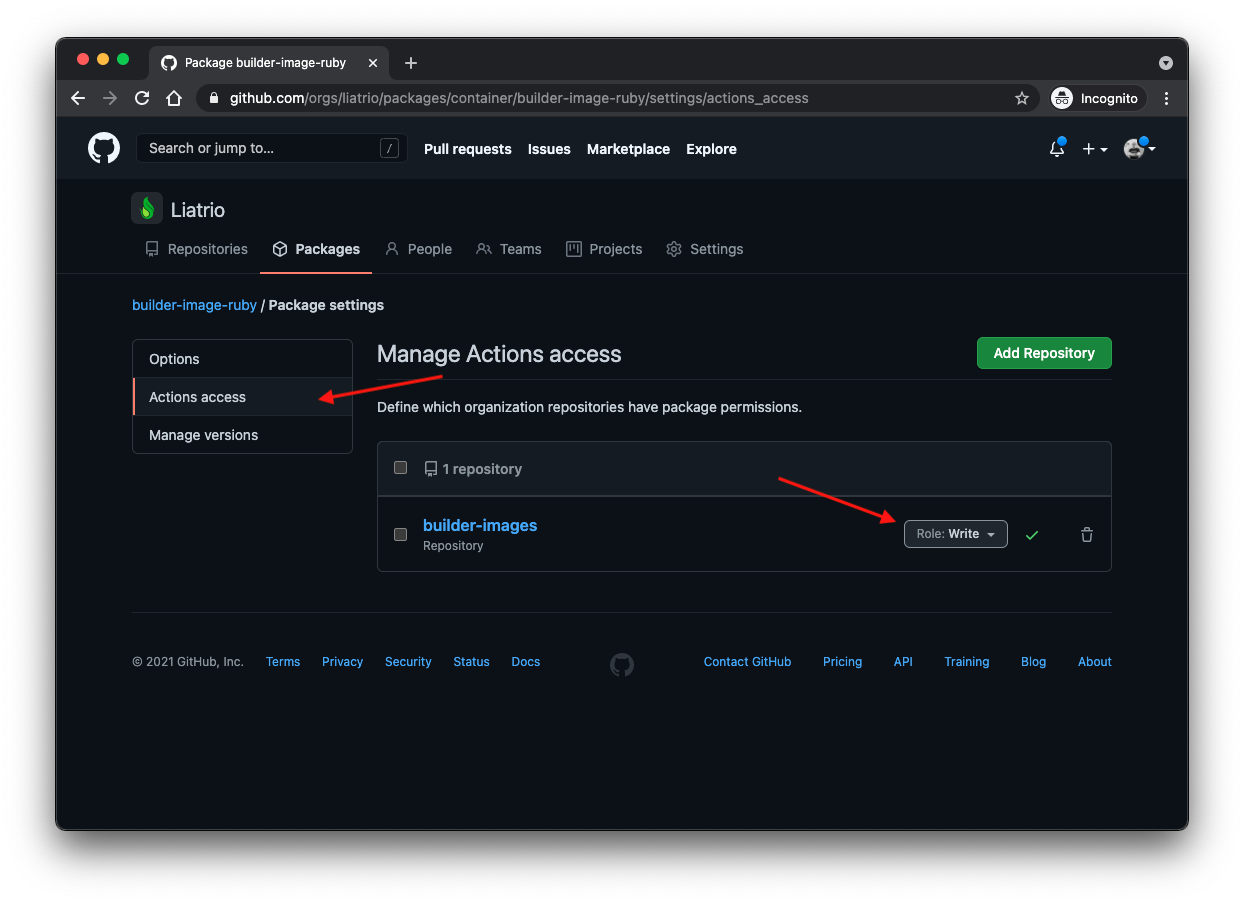 Package builder-image-ruby
github.com/orgs/liatrio/packages/container/builder-image-ruby/settings/actions_access
Incognito
Search or jump to...
/
Pull requests Issues Marketplace Explore
Liatrio
Repositories Packages People Teams Projects Settings
builder-image-ruby / Package settings
Options
Actions access
Manage versions
Manage Actions access
Add Repository
Define which organization repositories have package permissions.
1 repository
builder-images
Repository
Role: Write
© 2021 GitHub, Inc. Terms Privacy Security Status Docs Contact GitHub Pricing API Training Blog About